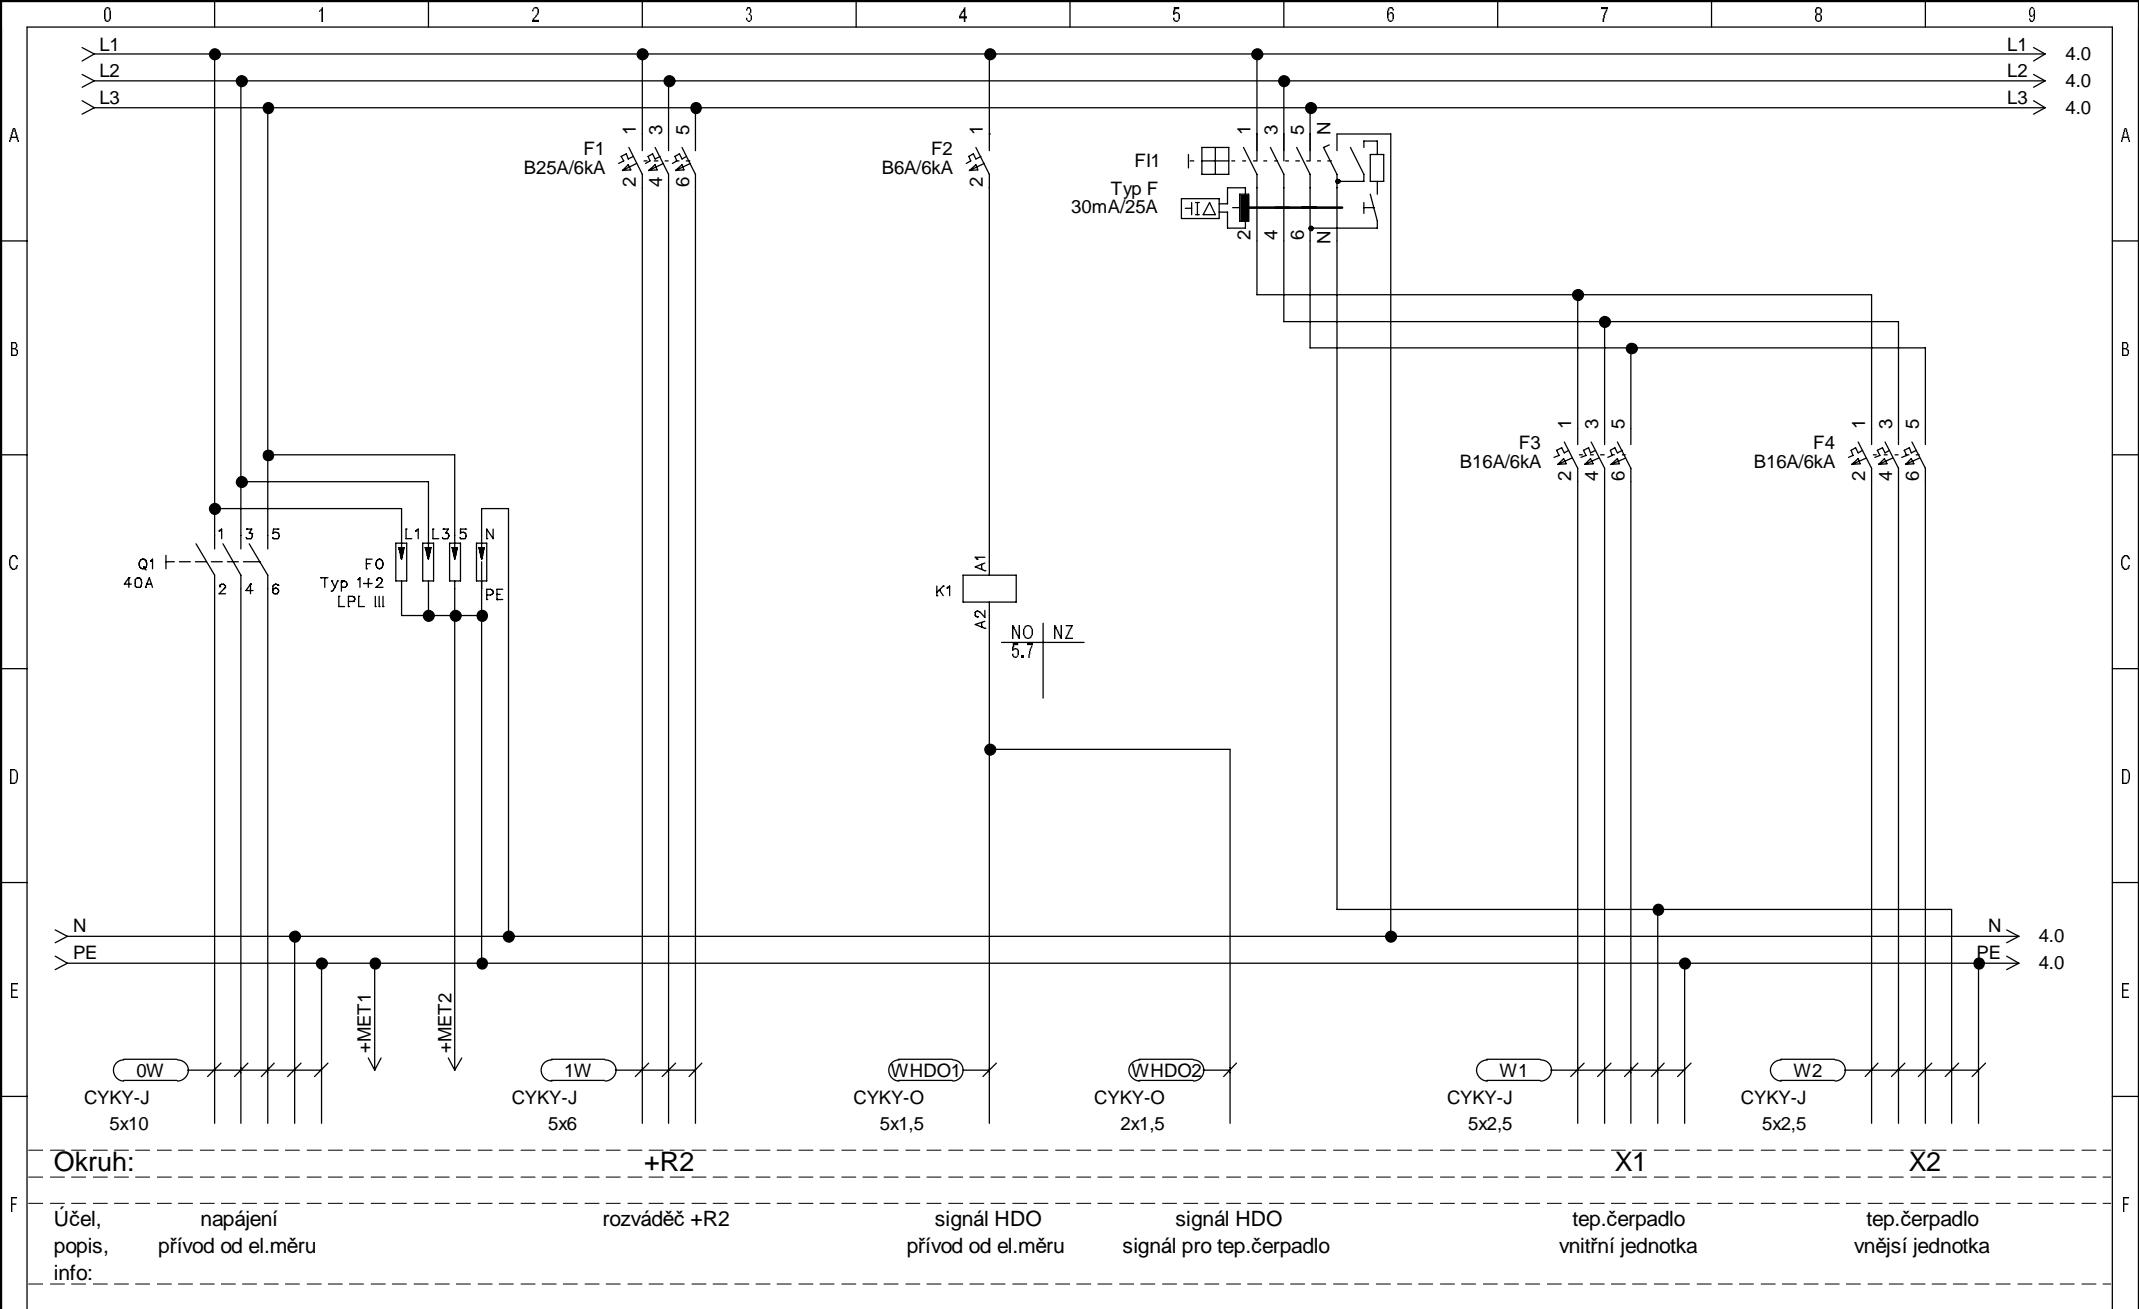 0 1 2 3 4 5 6 7 8 9
L1 L1 4.0
L2 L2 4.0
L3 L3 4.0
A A
1 3 5
F1
B25A/6kA
2 4 6
1
F2
B6A/6kA
2
1 3 5 N
FI1
Typ F
30mA/25A
2 4 6 N
B B
1 3 5
F3
B16A/6kA
2 4 6
1 3 5
F4
B16A/6kA
2 4 6
C C
1 3 5
Q1
40A
2 4 6
L1 L3 5 N
F0
Typ 1+2
LPL III
PE
A1
K1
A2
NO NZ
5.7
D D
N N 4.0
PE PE 4.0
E E
+MET1 +MET2
0W 1W WHDO1 WHDO2 W1 W2
CYKY-J CYKY-J CYKY-O CYKY-O CYKY-J CYKY-J
5x10 5x6 5x1,5 2x1,5 5x2,5 5x2,5
Okruh: +R2 X1 X2
F F
Účel, napájení rozváděč +R2 signál HDO signál HDO tep.čerpadlo tep.čerpadlo
popis, přívod od el.měru přívod od el.měru signál pro tep.čerpadlo vnitřní jednotka vnějsí jednotka
info: